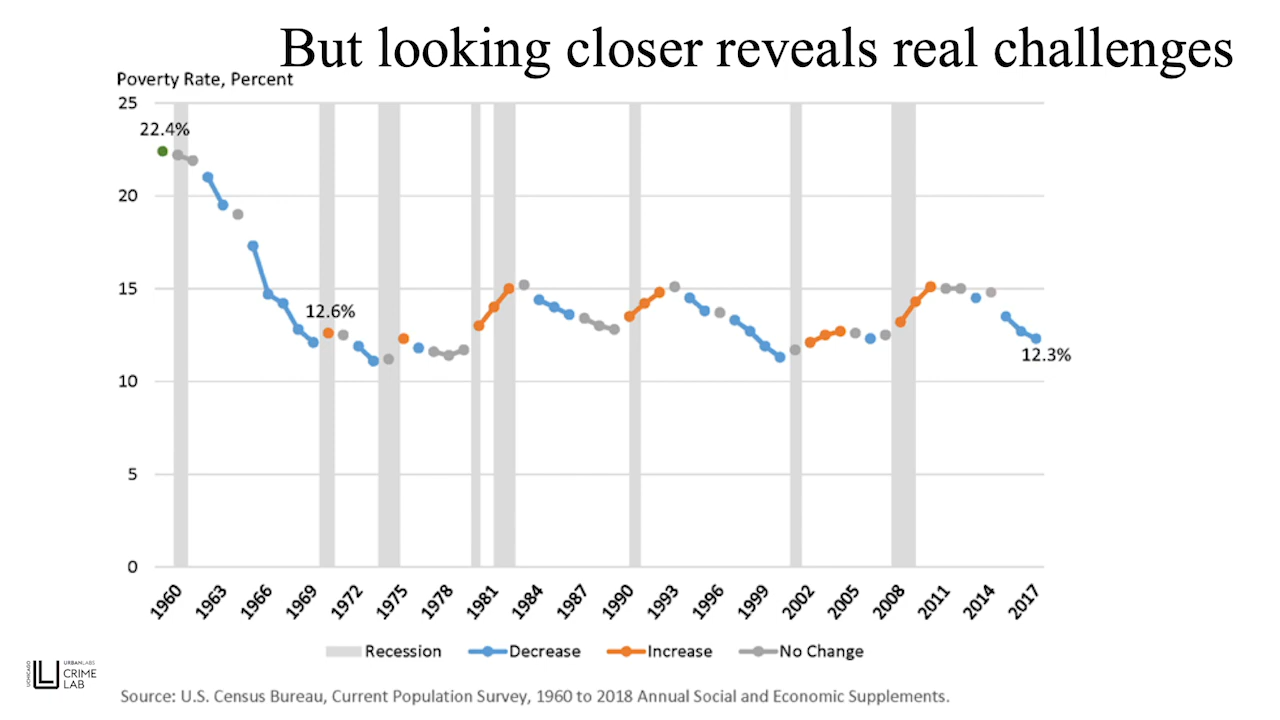 But looking closer reveals real challenges
Poverty Rate, Percent
25
22.4%
20
15
12.6%
12.3%
10
5
0
1960 1963 1966 1969 1972 1975 1978 1981 1984 1987 1990 1993 1996 1999 2002 2005 2008 2011 2014 2017
Recession Decrease Increase No Change
UCHICAGO
URBANLABS
CRIME
LAB
Source: U.S. Census Bureau, Current Population Survey, 1960 to 2018 Annual Social and Economic Supplements.